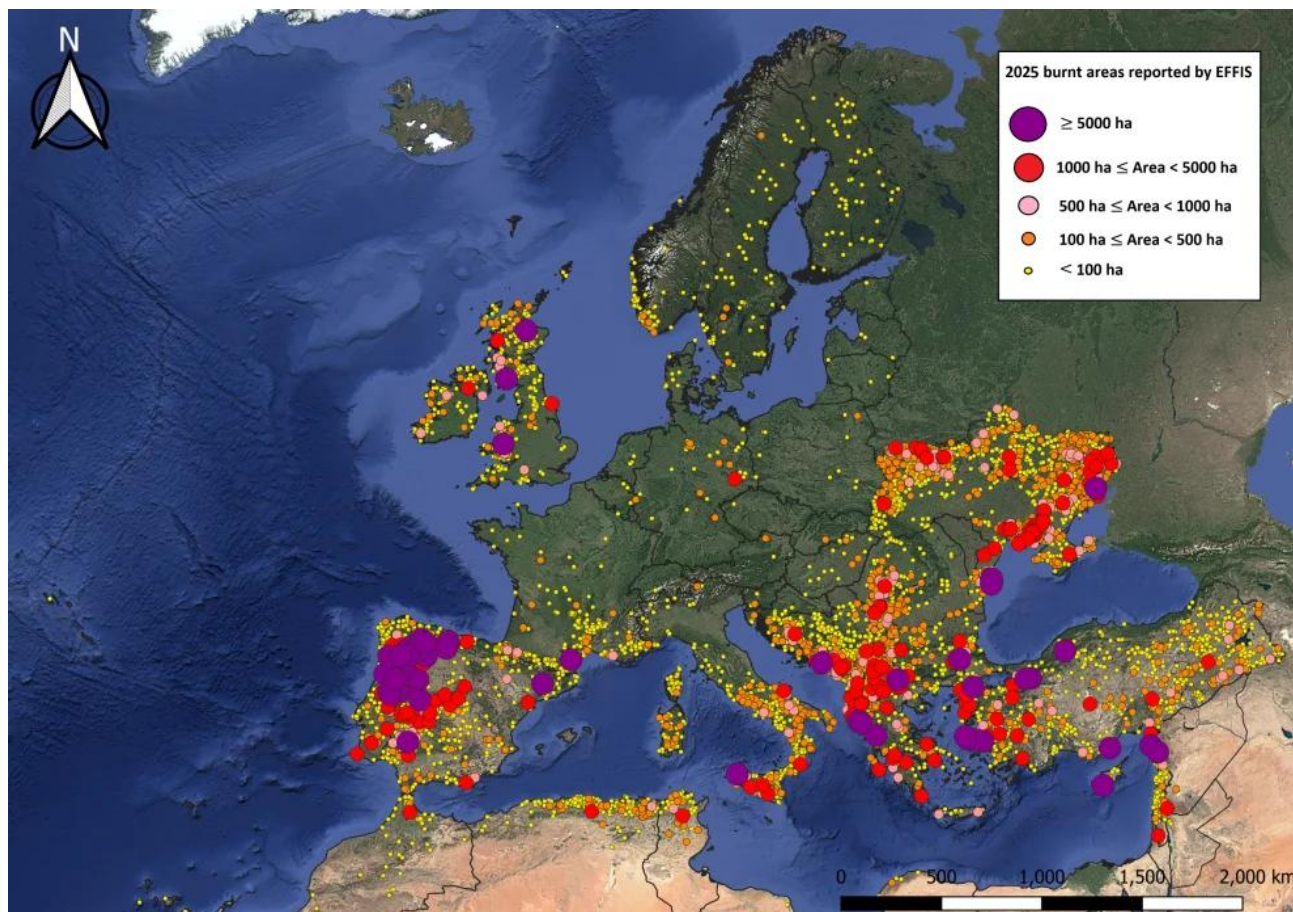 N
2025 burnt areas reported by EFFIS
≥ 5000 ha
1000 ha ≤ Area < 5000 ha
500 ha ≤ Area < 1000 ha
100 ha ≤ Area < 500 ha
< 100 ha
0 500 1,000 1,500 2,000 km